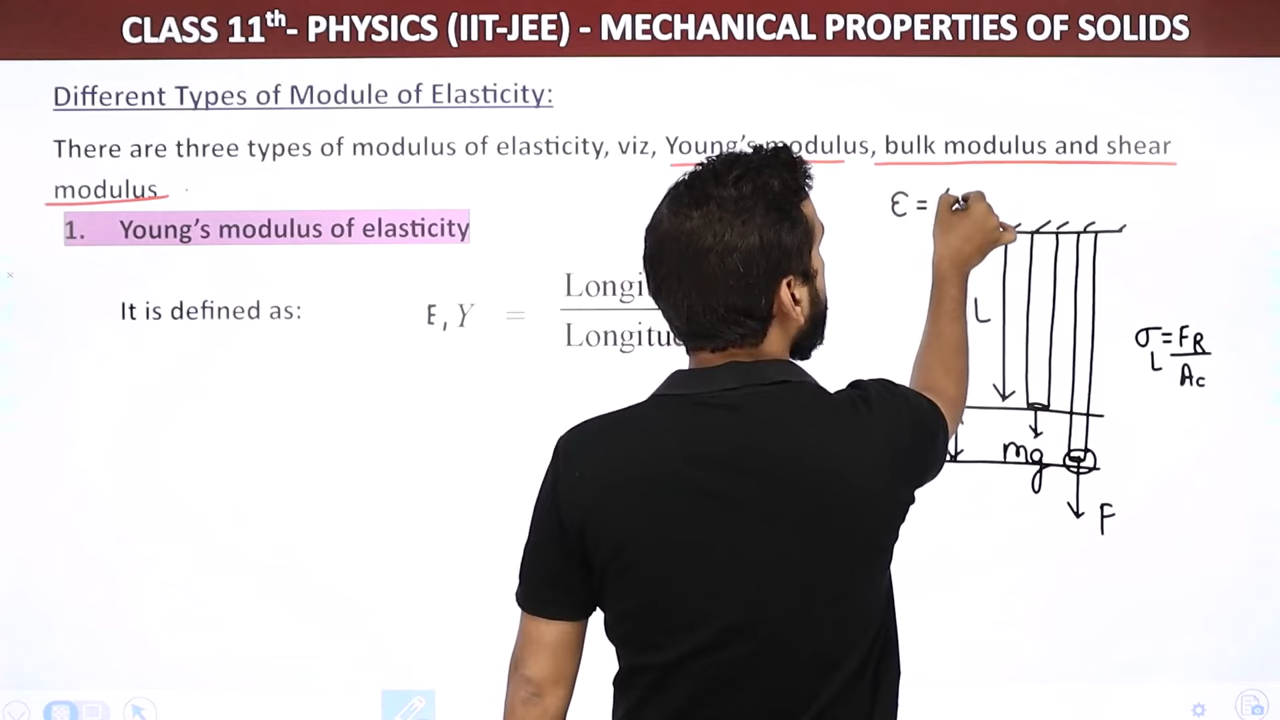 CLASS 11th- PHYSICS (IIT-JEE) - MECHANICAL PROPERTIES OF SOLIDS
Different Types of Module of Elasticity:
There are three types of modulus of elasticity, viz, Young's modulus, bulk modulus and shear
modulus
1. Young's modulus of elasticity
ε =
L
It is defined as: E, Y =
σL = FR
Ac
mg
F